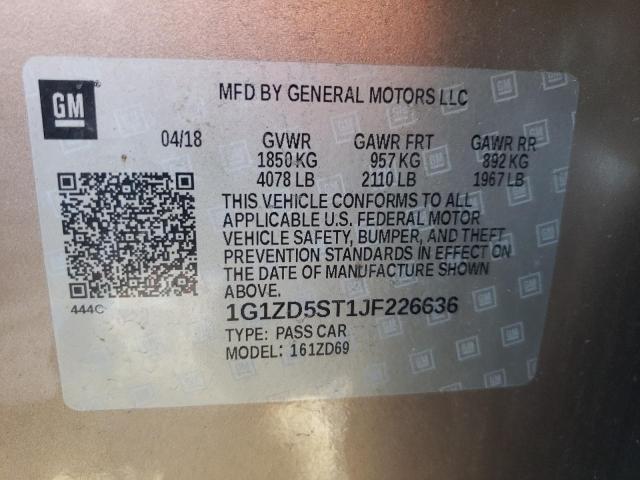 GM
MFD BY GENERAL MOTORS LLC
04/18 GVWR GAWR FRT GAWR RR
1850 KG 957 KG 892 KG
4078 LB 2110 LB 1967 LB
THIS VEHICLE CONFORMS TO ALL
APPLICABLE U.S. FEDERAL MOTOR
VEHICLE SAFETY, BUMPER, AND THEFT
PREVENTION STANDARDS IN EFFECT ON
THE DATE OF MANUFACTURE SHOWN
ABOVE.
444C 1G1ZD5ST1JF226636
TYPE: PASS CAR
MODEL: 161ZD69